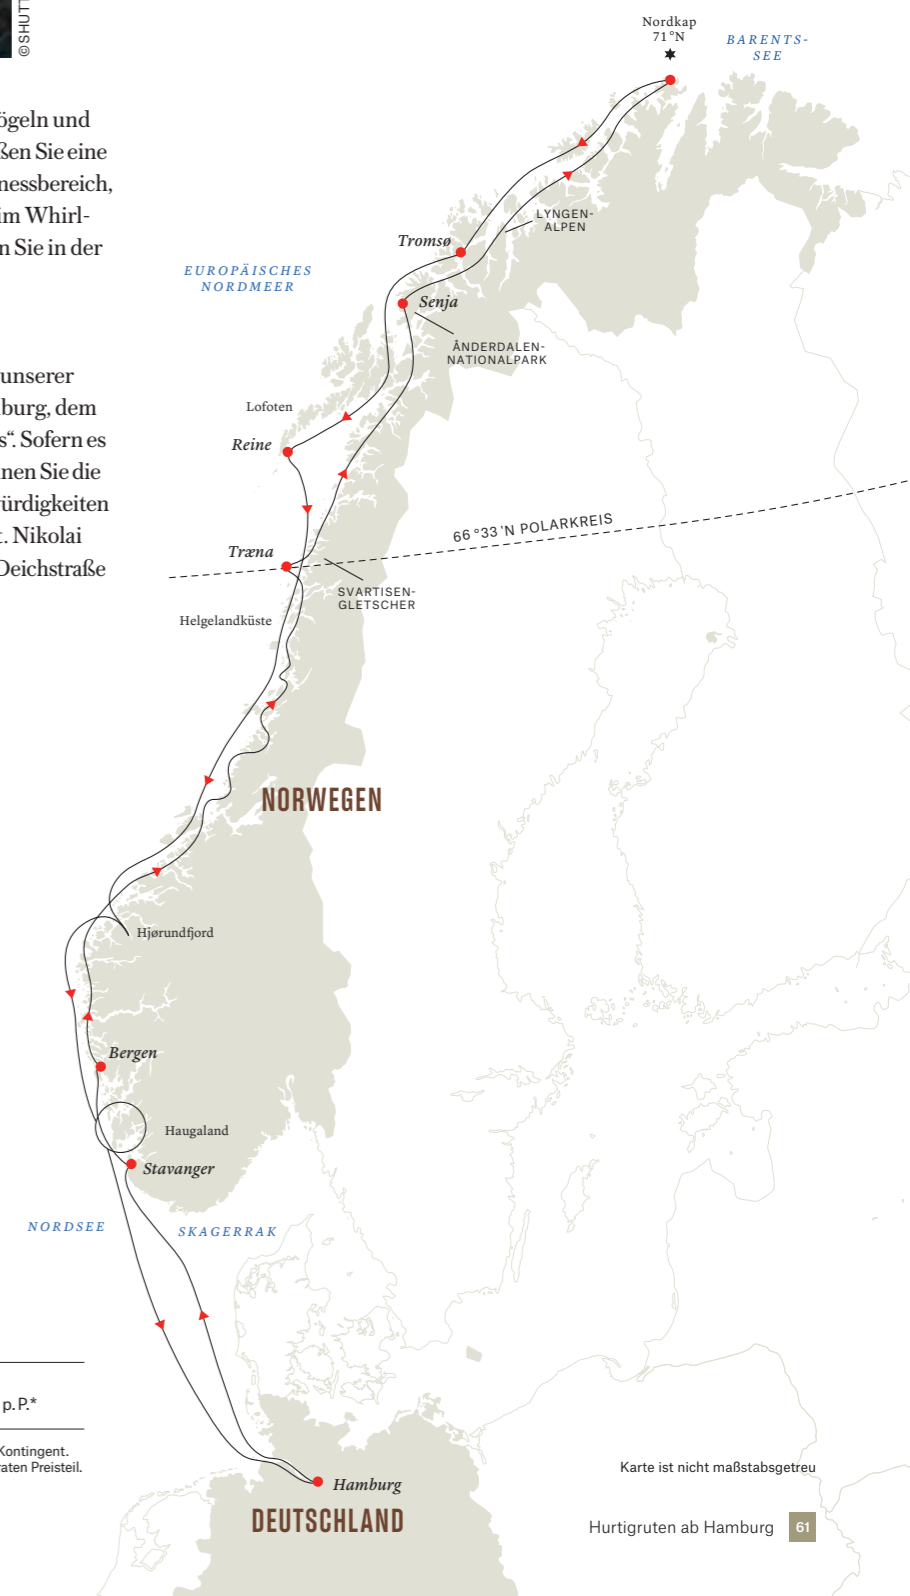 ©SHUTT
ögeln und
ßen Sie eine
nessbereich,
im Whirl-
n Sie in der
unserer
burg, dem
s“. Sofern es
nen Sie die
würdigkeiten
t. Nikolai
Deichstraße
p. P.*
Kontingent.
raten Preisteil.
Nordkap
71°N
BARENTS-
SEE
LYNGEN-
ALPEN
Tromsø
EUROPÄISCHES
NORDMEER
Senja
ÅNDERDALEN-
NATIONALPARK
Lofoten
Reine
66°33'N POLARKREIS
Træna
SVARTISEN-
GLETSCHER
Helgelandküste
NORWEGEN
Hjørundfjord
Bergen
Haugaland
Stavanger
NORDSEE
SKAGERRAK
Hamburg
DEUTSCHLAND
Karte ist nicht maßstabsgetreu
Hurtigruten ab Hamburg 61